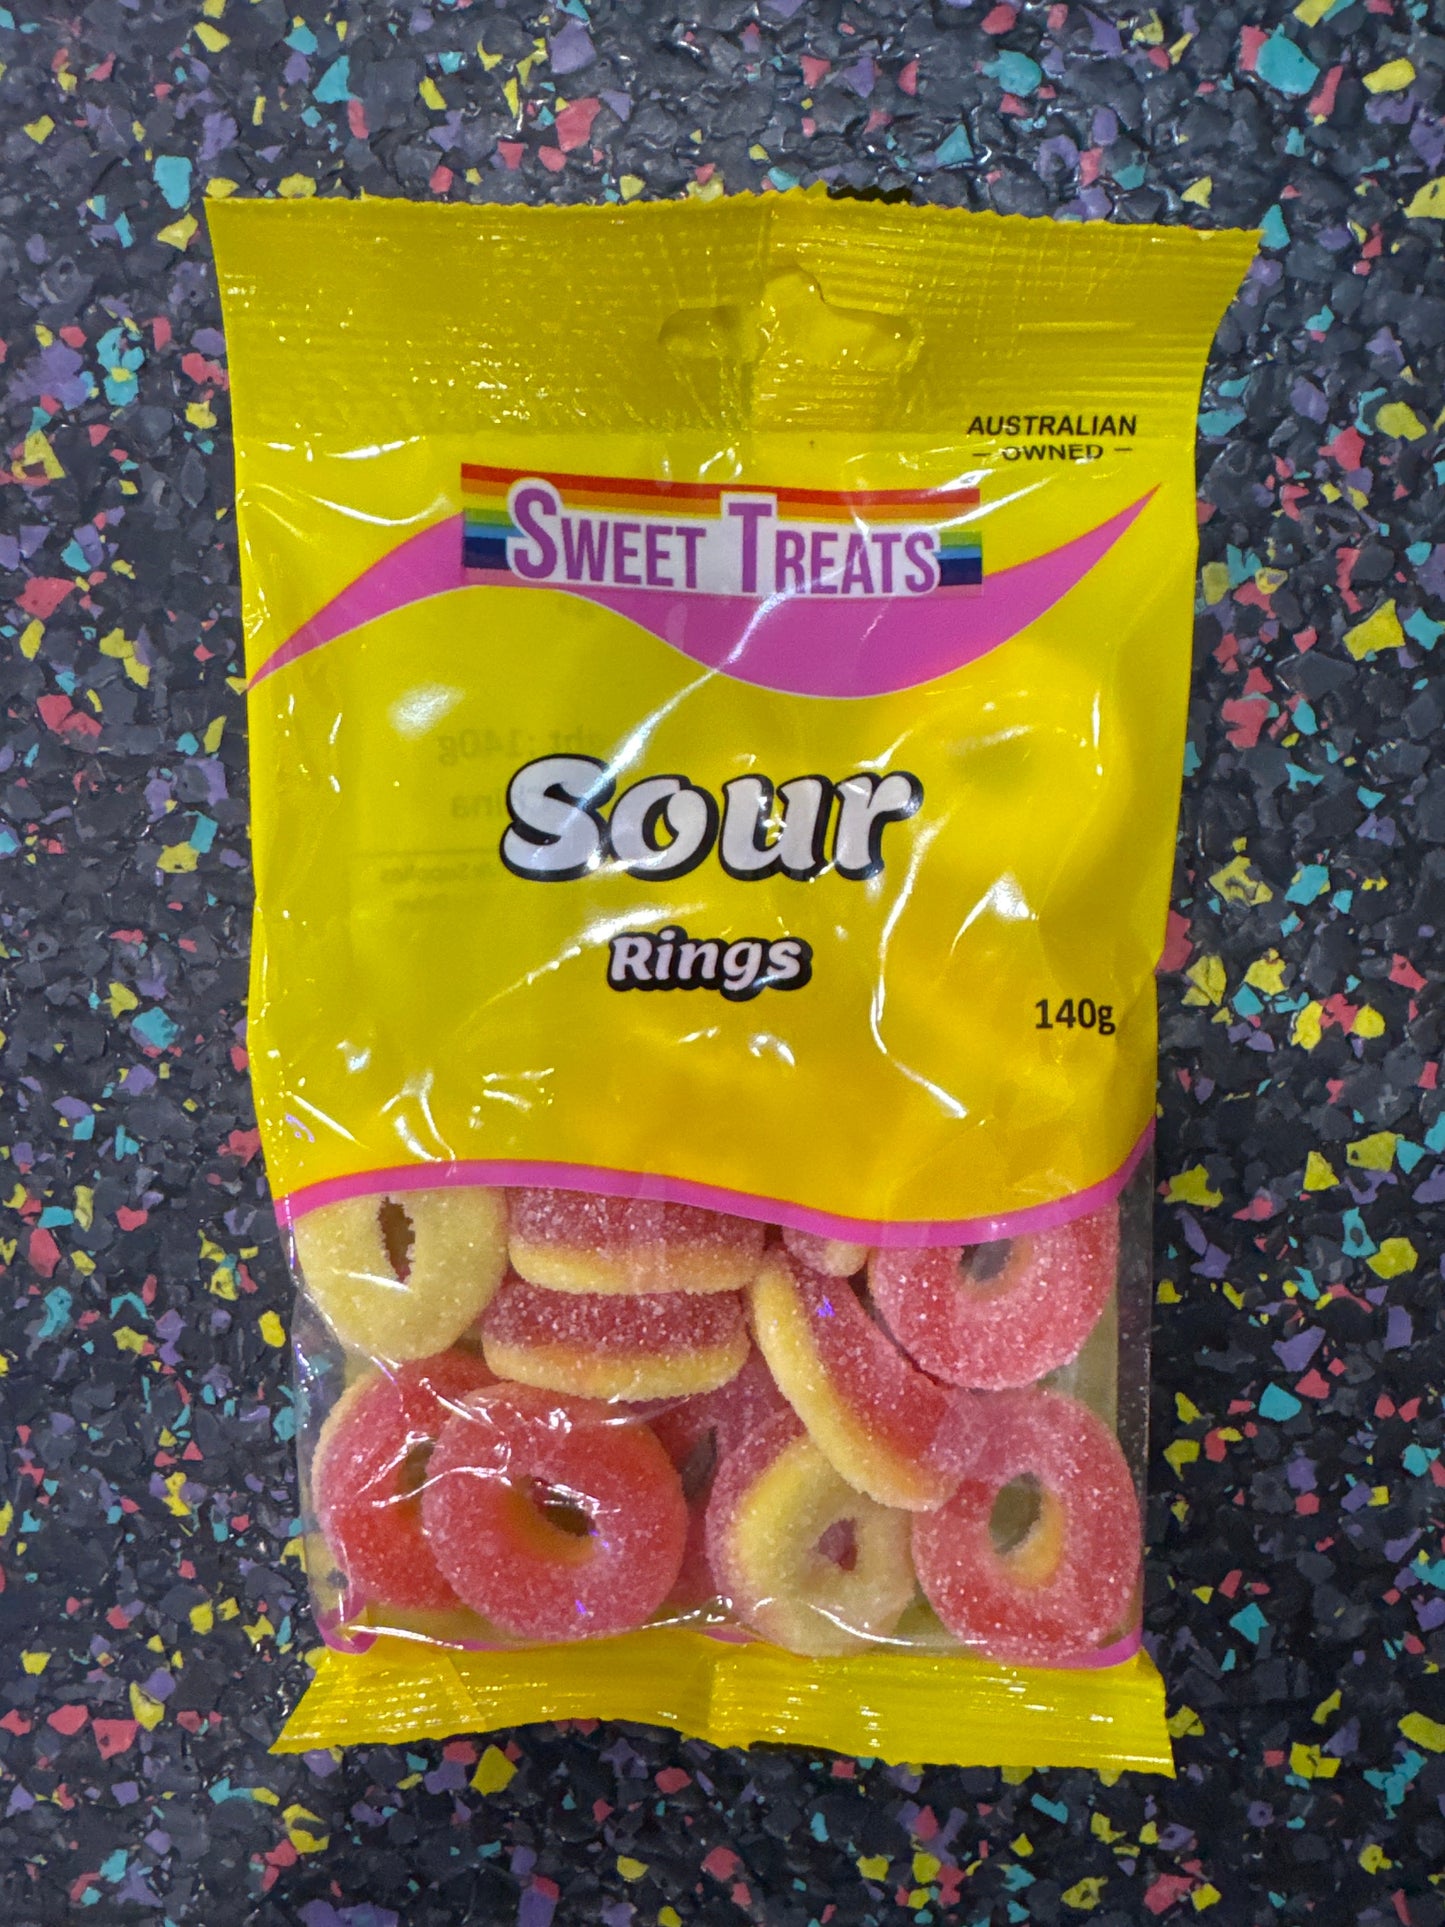 AUSTRALIAN
— OWNED —
SWEET TREATS
Sour
Rings
140g